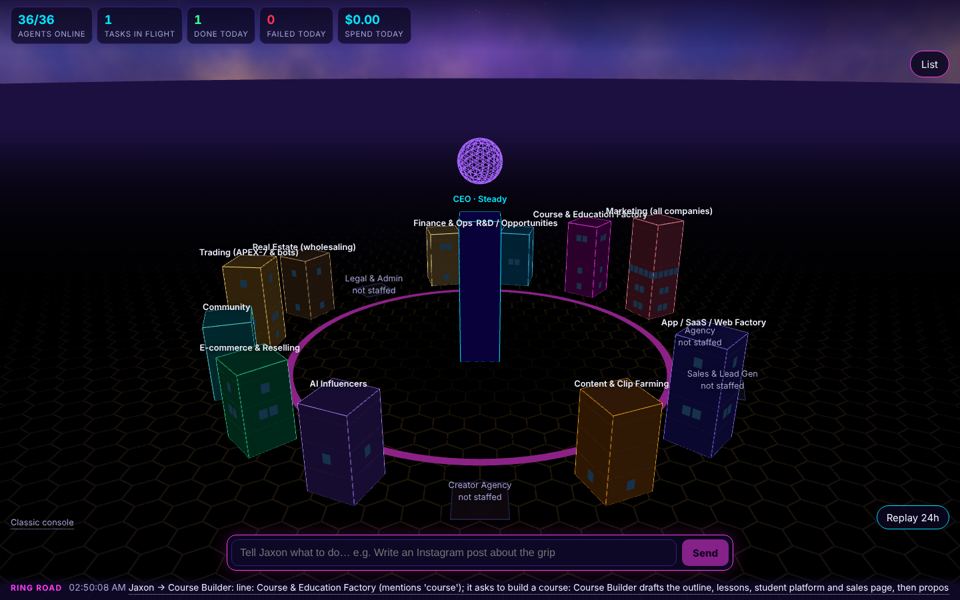 36/36
AGENTS ONLINE
1
TASKS IN FLIGHT
1
DONE TODAY
0
FAILED TODAY
$0.00
SPEND TODAY
List
CEO · Steady
Finance & Ops
R&D / Opportunities
Course & Education Factory
Marketing (all companies)
Trading (APEX-7 & bots)
Real Estate (wholesaling)
Legal & Admin
not staffed
Community
E-commerce & Reselling
AI Influencers
Content & Clip Farming
App / SaaS / Web Factory
Agency
not staffed
Sales & Lead Gen
not staffed
Creator Agency
not staffed
Classic console
Replay 24h
Tell Jaxon what to do… e.g. Write an Instagram post about the grip
Send
RING ROAD 02:50:08 AM Jaxon → Course Builder: line: Course & Education Factory (mentions 'course'); it asks to build a course: Course Builder drafts the outline, lessons, student platform and sales page, then propos